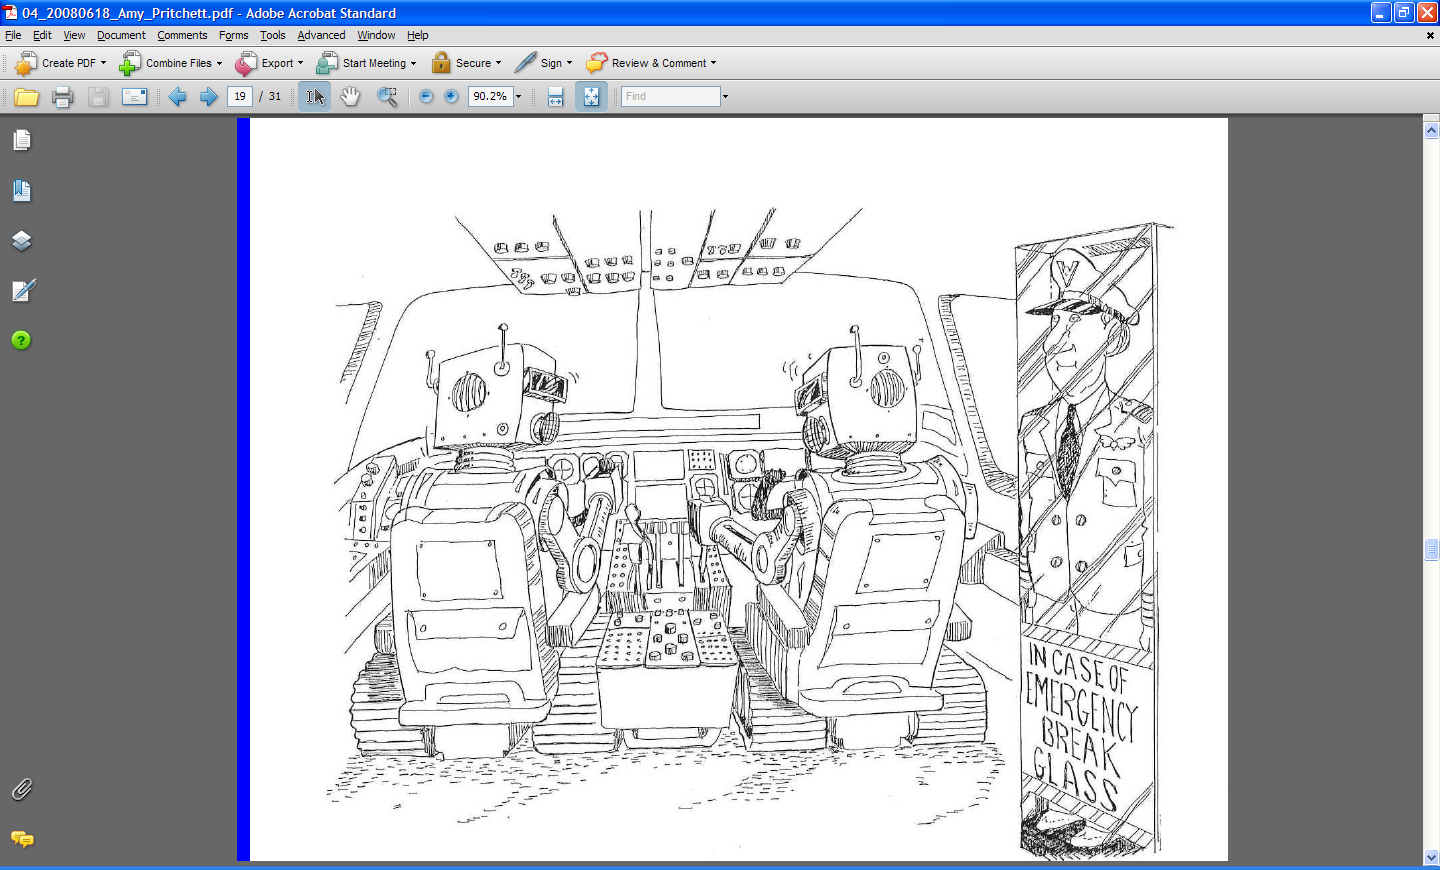 04_20080618_Amy_Pritchett.pdf - Adobe Acrobat Standard
File Edit View Document Comments Forms Tools Advanced Window Help
Create PDF Combine Files Export Start Meeting Secure Sign Review & Comment
19 / 31 90.2% Find
IN CASE OF
EMERGENCY
BREAK
GLASS